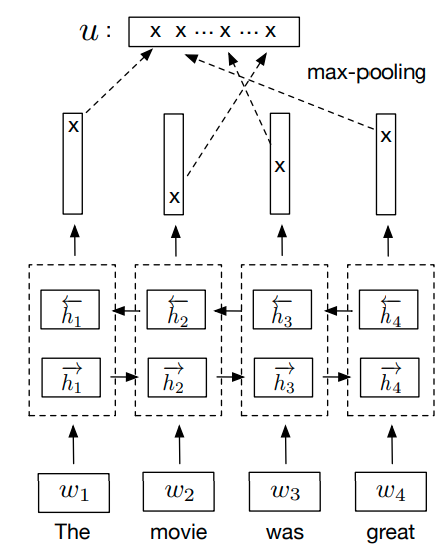 u : x x ... x ... x
max-pooling
x
x
x
x
←h₁ ←h₂ ←h₃ ←h₄
→h₁ →h₂ →h₃ →h₄
w₁ w₂ w₃ w₄
The movie was great